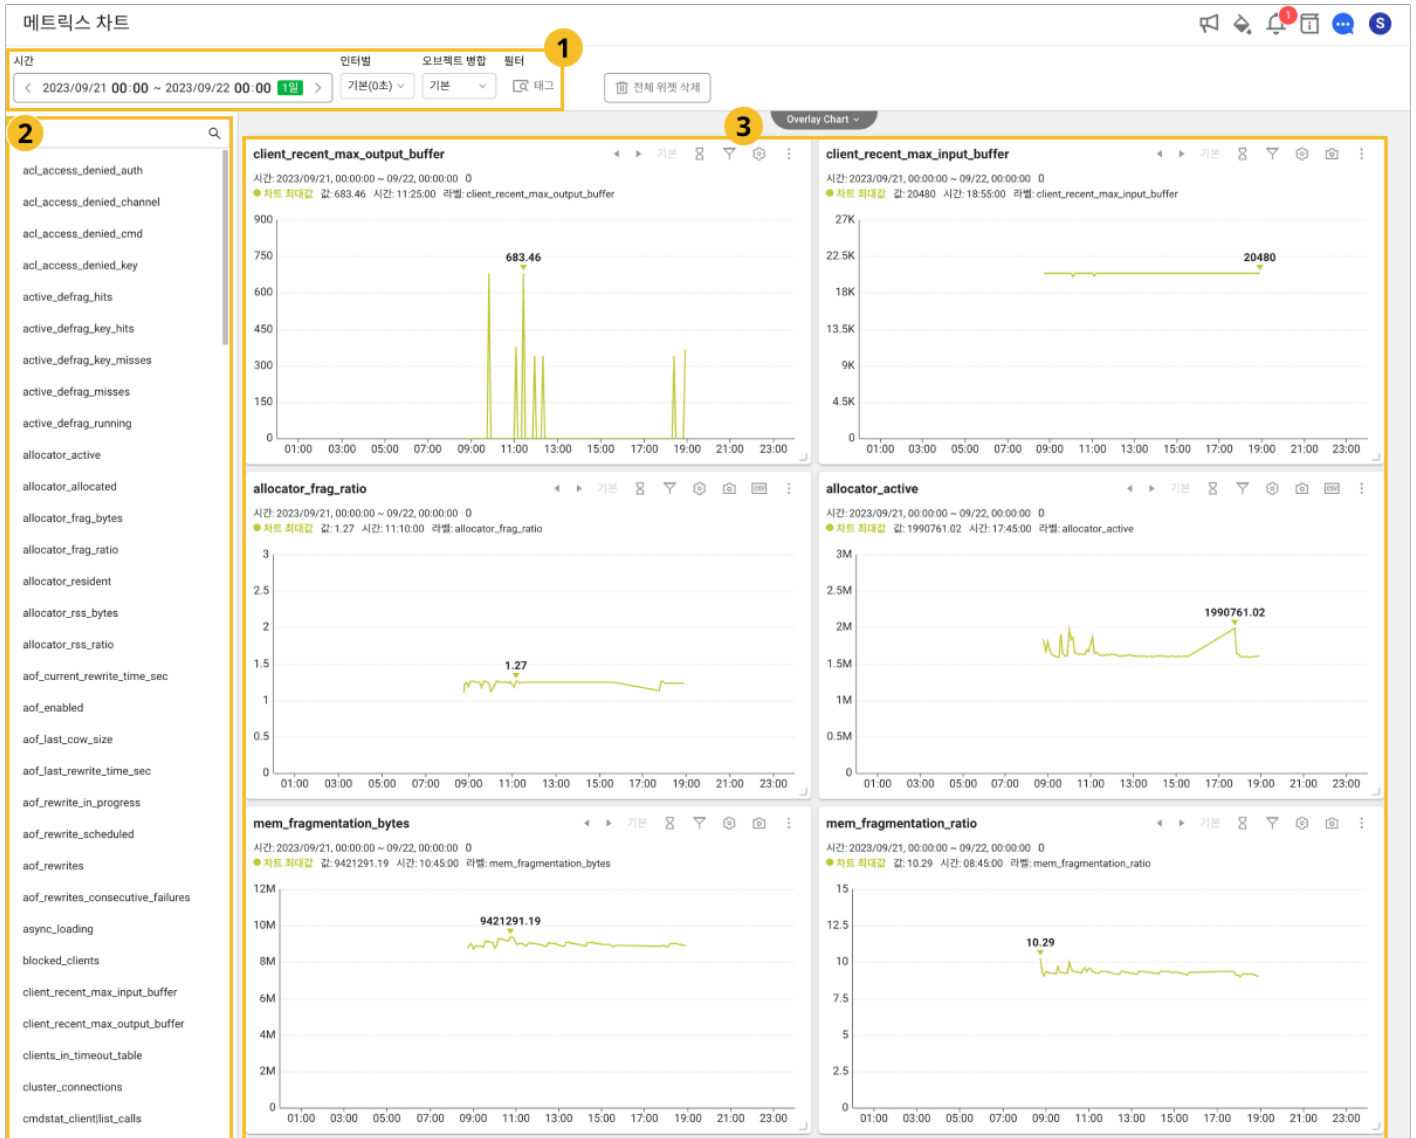 메트릭스 차트
1
S
1
시간
인터벌
오브젝트 병합
필터
2023/09/21 00:00 ~ 2023/09/22 00:00 1일
기본(0초)
기본
태그
전체 위젯 삭제
2
acl_access_denied_auth
acl_access_denied_channel
acl_access_denied_cmd
acl_access_denied_key
active_defrag_hits
active_defrag_key_hits
active_defrag_key_misses
active_defrag_misses
active_defrag_running
allocator_active
allocator_allocated
allocator_frag_bytes
allocator_frag_ratio
allocator_resident
allocator_rss_bytes
allocator_rss_ratio
aof_current_rewrite_time_sec
aof_enabled
aof_last_cow_size
aof_last_rewrite_time_sec
aof_rewrite_in_progress
aof_rewrite_scheduled
aof_rewrites
aof_rewrites_consecutive_failures
async_loading
blocked_clients
client_recent_max_input_buffer
client_recent_max_output_buffer
clients_in_timeout_table
cluster_connections
cmdstat_client|list_calls
3
Overlay Chart
client_recent_max_output_buffer
기본
시간: 2023/09/21, 00:00:00 ~ 09/22, 00:00:00 0
차트 최대값 값: 683.46 시간: 11:25:00 라벨: client_recent_max_output_buffer
900
750
600
450
300
150
0
683.46
01:00 03:00 05:00 07:00 09:00 11:00 13:00 15:00 17:00 19:00 21:00 23:00
client_recent_max_input_buffer
기본
시간: 2023/09/21, 00:00:00 ~ 09/22, 00:00:00 0
차트 최대값 값: 20480 시간: 18:55:00 라벨: client_recent_max_input_buffer
27K
22.5K
18K
13.5K
9K
4.5K
0
20480
01:00 03:00 05:00 07:00 09:00 11:00 13:00 15:00 17:00 19:00 21:00 23:00
allocator_frag_ratio
기본
CSV
시간: 2023/09/21, 00:00:00 ~ 09/22, 00:00:00 0
차트 최대값 값: 1.27 시간: 11:10:00 라벨: allocator_frag_ratio
3
2.5
2
1.5
1
0.5
0
1.27
01:00 03:00 05:00 07:00 09:00 11:00 13:00 15:00 17:00 19:00 21:00 23:00
allocator_active
기본
CSV
시간: 2023/09/21, 00:00:00 ~ 09/22, 00:00:00 0
차트 최대값 값: 1990761.02 시간: 17:45:00 라벨: allocator_active
3M
2.5M
2M
1.5M
1M
0.5M
0
1990761.02
01:00 03:00 05:00 07:00 09:00 11:00 13:00 15:00 17:00 19:00 21:00 23:00
mem_fragmentation_bytes
기본
시간: 2023/09/21, 00:00:00 ~ 09/22, 00:00:00 0
차트 최대값 값: 9421291.19 시간: 10:45:00 라벨: mem_fragmentation_bytes
12M
10M
8M
6M
4M
2M
0
9421291.19
01:00 03:00 05:00 07:00 09:00 11:00 13:00 15:00 17:00 19:00 21:00 23:00
mem_fragmentation_ratio
기본
시간: 2023/09/21, 00:00:00 ~ 09/22, 00:00:00 0
차트 최대값 값: 10.29 시간: 08:45:00 라벨: mem_fragmentation_ratio
15
12.5
10
7.5
5
2.5
0
10.29
01:00 03:00 05:00 07:00 09:00 11:00 13:00 15:00 17:00 19:00 21:00 23:00